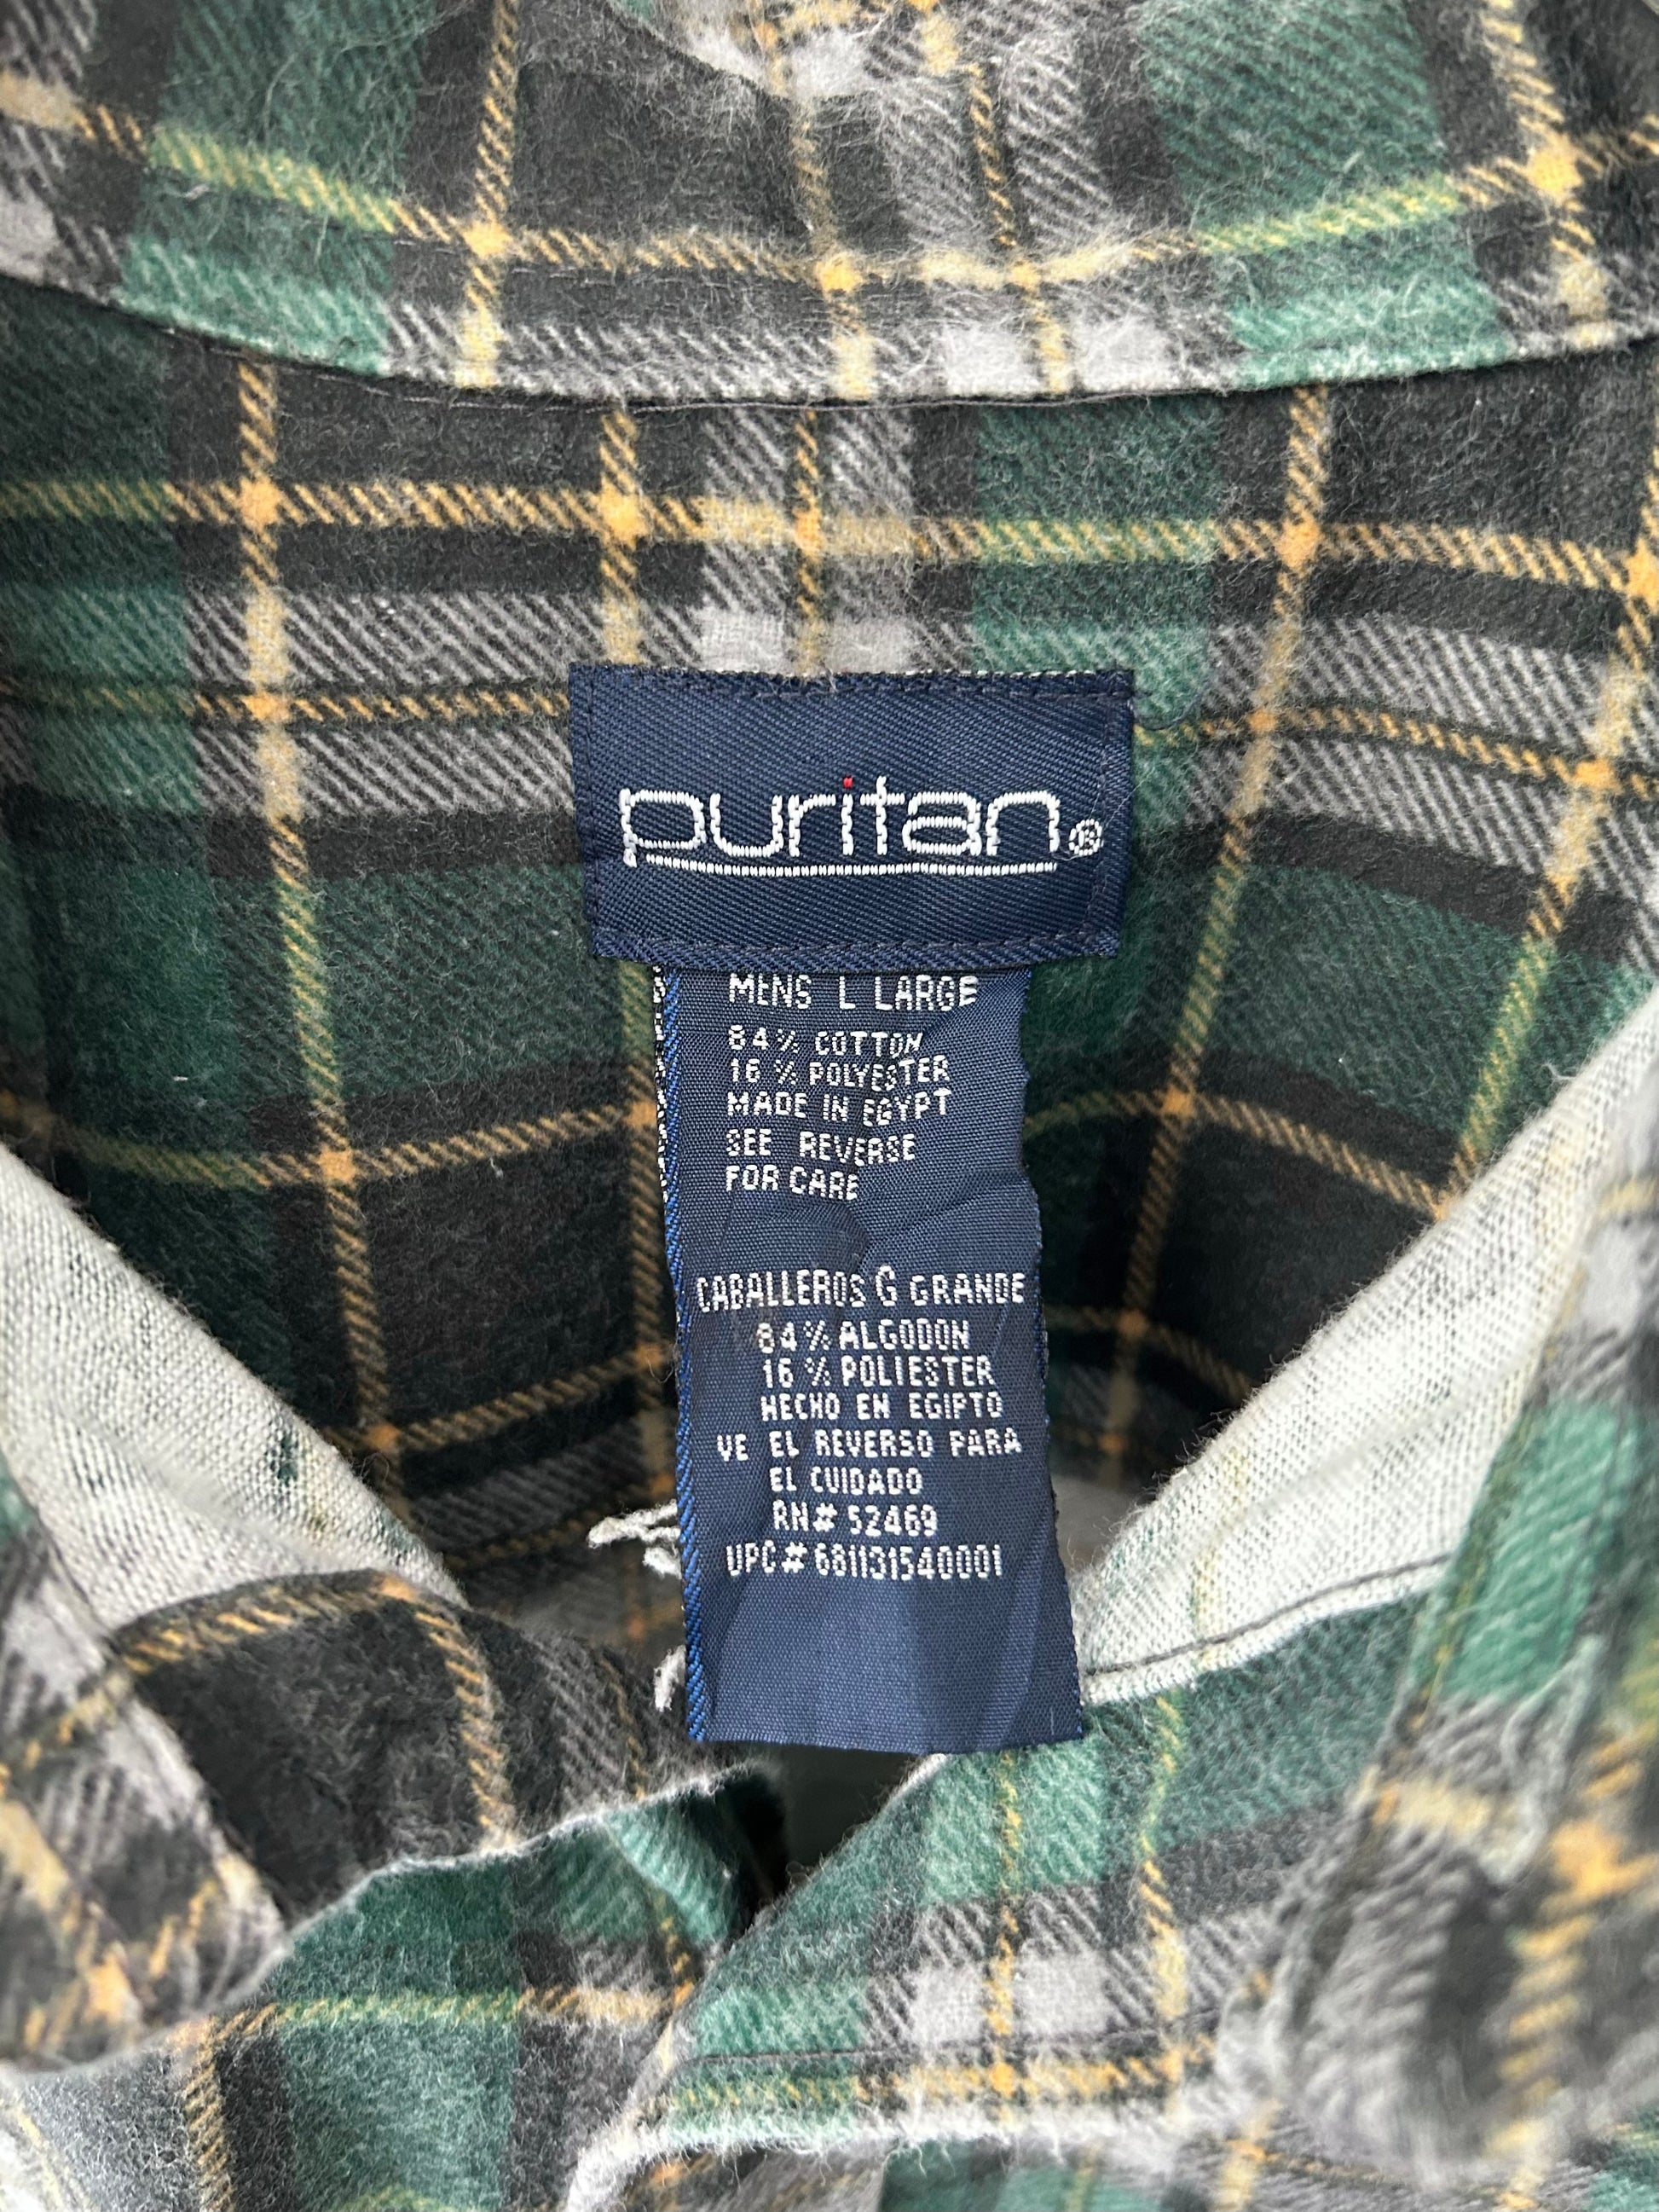 puritan®
MENS L LARGE
84% COTTON
16% POLYESTER
MADE IN EGYPT
SEE REVERSE
FOR CARE
CABALLEROS G GRANDE
84% ALGODON
16% POLIESTER
HECHO EN EGIPTO
VE EL REVERSO PARA
EL CUIDADO
RN# 52469
UPC# 681131540001